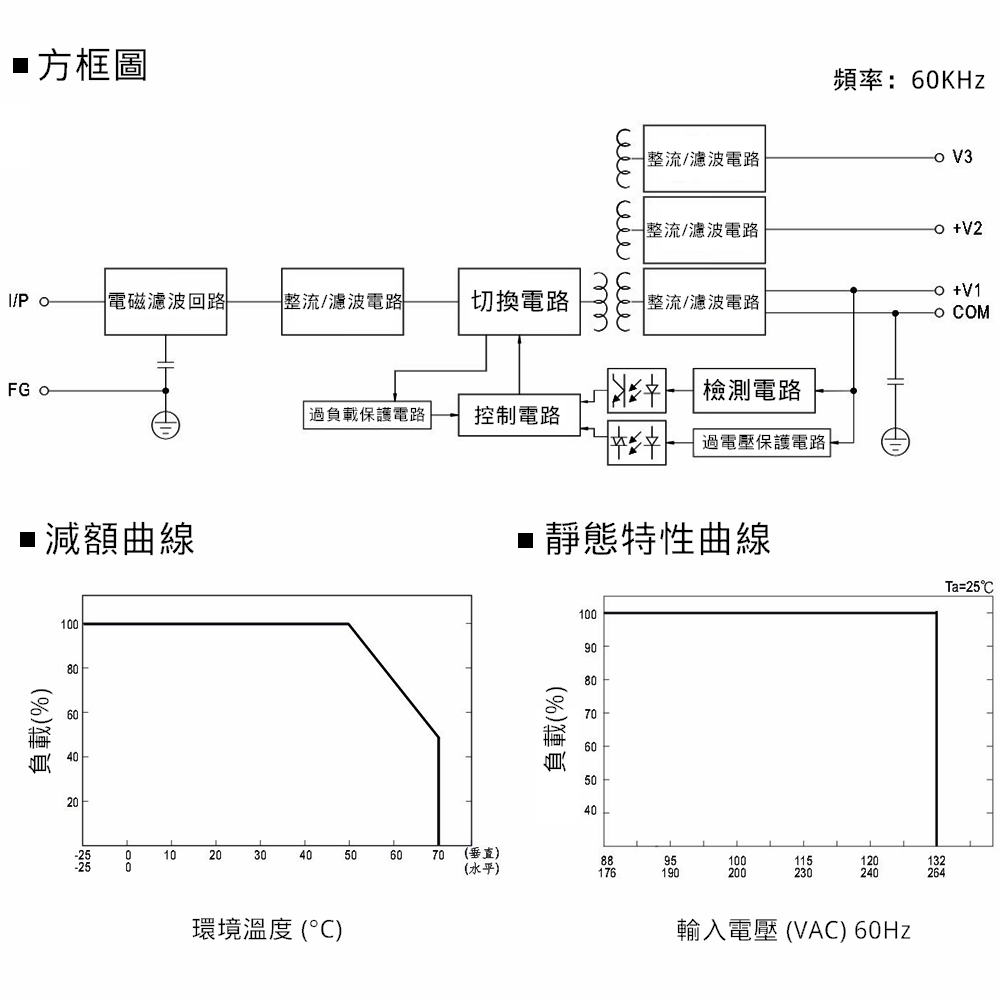 ■方框圖
頻率：60KHz
整流/濾波電路
V3
整流/濾波電路
+V2
I/P
電磁濾波回路
整流/濾波電路
切換電路
整流/濾波電路
+V1
COM
FG
過負載保護電路
控制電路
檢測電路
過電壓保護電路
■減額曲線
100
80
60
40
20
負載(%)
-25 0 10 20 30 40 50 60 70 (垂直)
-25 0 (水平)
環境溫度 (°C)
■靜態特性曲線
Ta=25℃
100
90
80
70
60
50
40
負載(%)
88 95 100 115 120 132
176 190 200 230 240 264
輸入電壓 (VAC) 60Hz